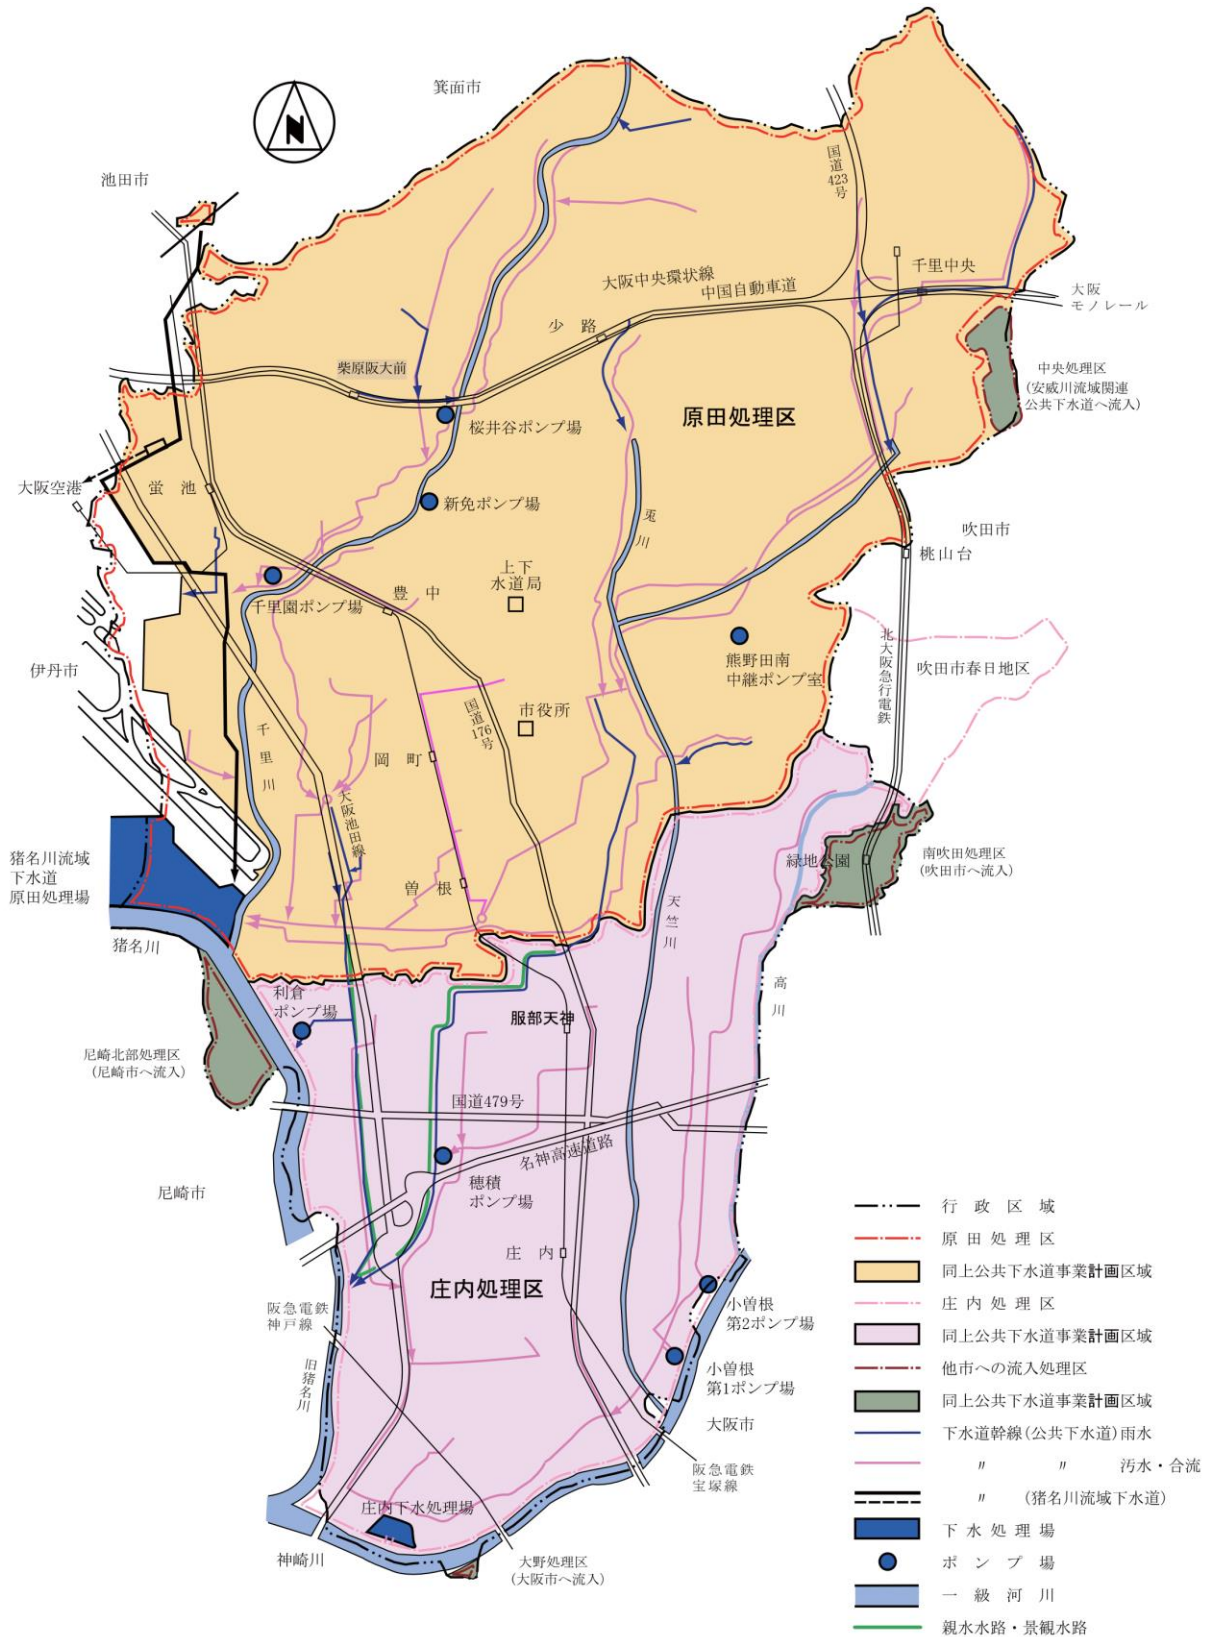 箕面市
N
池田市
国道
423
号
千里中央
大阪中央環状線
中国自動車道
大阪
モノレール
少 路
柴原阪大前
中央処理区
(安威川流域関連
公共下水道へ流入)
原田処理区
桜井谷ポンプ場
大阪空港
蛍 池
新免ポンプ場
兎川
吹田市
桃山台
上下
水道局
豊 中
千里園ポンプ場
伊丹市
熊野田南
中継ポンプ室
北大阪急行電鉄
吹田市春日地区
国道
176
号
市役所
千里川
岡 町
大阪池田線
猪名川流域
下水道
原田処理場
曽 根
緑地公園
南吹田処理区
(吹田市へ流入)
天竺川
猪名川
高川
利倉
ポンプ場
服部天神
尼崎北部処理区
(尼崎市へ流入)
国道479号
名神高速道路
穂積
ポンプ場
尼崎市
庄 内
庄内処理区
阪急電鉄
神戸線
小曽根
第2ポンプ場
旧猪名川
小曽根
第1ポンプ場
大阪市
阪急電鉄
宝塚線
庄内下水処理場
神崎川
大野処理区
(大阪市へ流入)
行 政 区 域
原 田 処 理 区
同上公共下水道事業計画区域
庄 内 処 理 区
同上公共下水道事業計画区域
他市への流入処理区
同上公共下水道事業計画区域
下水道幹線(公共下水道)雨水
〃 〃 汚水・合流
〃 (猪名川流域下水道)
下 水 処 理 場
ポ ン プ 場
一 級 河 川
親水水路・景観水路